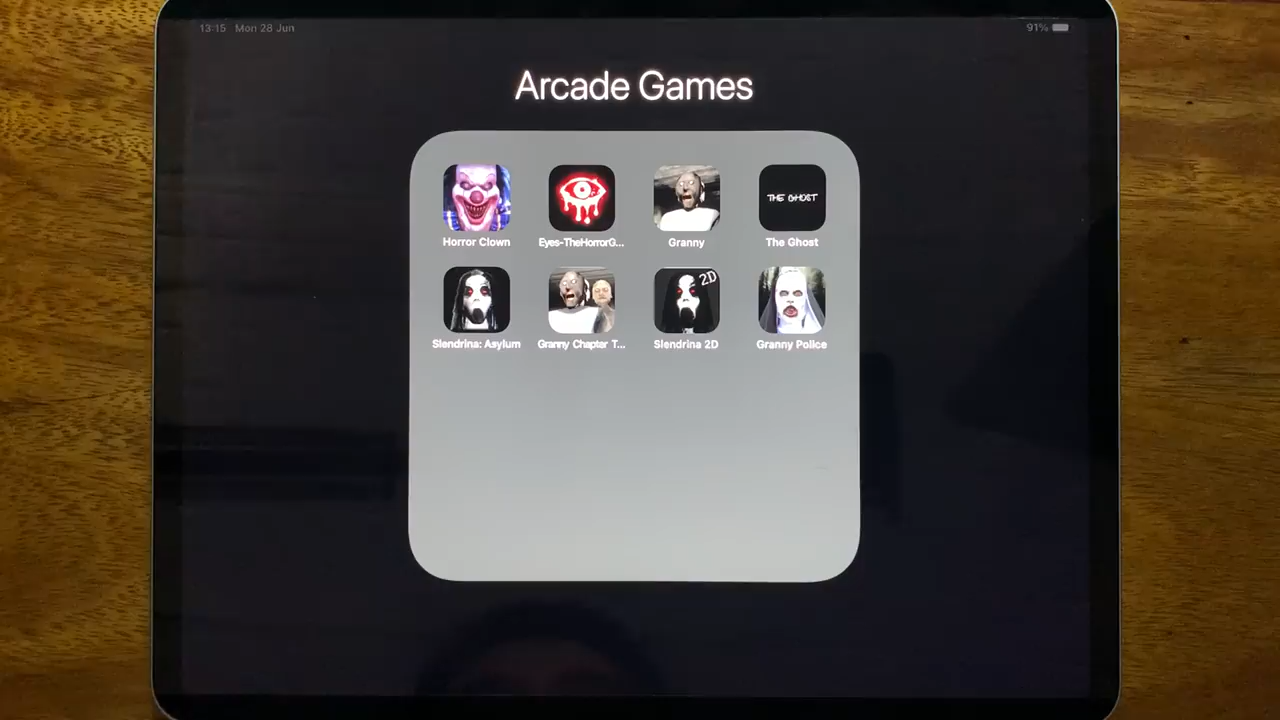 13:15 Mon 28 Jun
91%
Arcade Games
THE GHOST
Horror Clown
Eyes-TheHorrorG...
Granny
The Ghost
2D
Slendrina: Asylum
Granny Chapter T...
Slendrina 2D
Granny Police